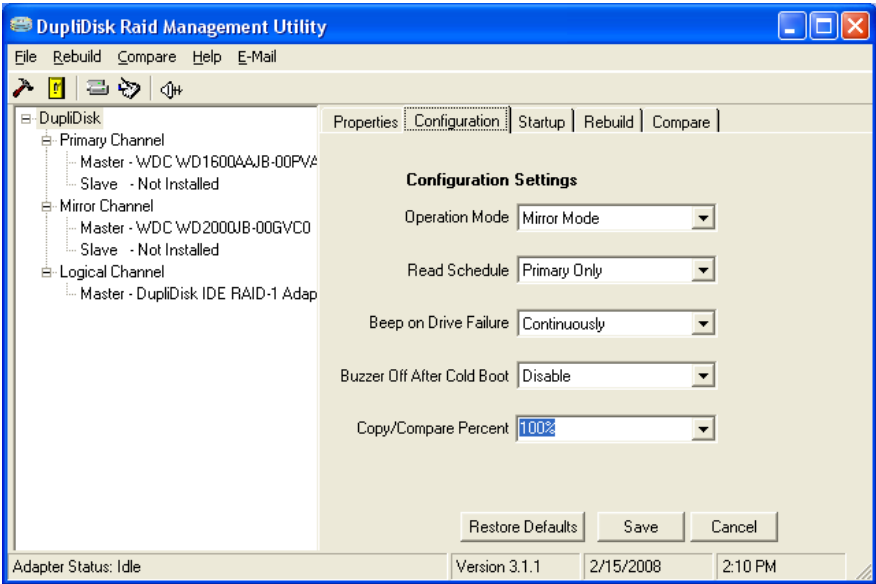 DupliDisk Raid Management Utility
File Rebuild Compare Help E-Mail
DupliDisk
Primary Channel
Master - WDC WD1600AAJB-00PVA
Slave - Not Installed
Mirror Channel
Master - WDC WD2000JB-00GVC0
Slave - Not Installed
Logical Channel
Master - DupliDisk IDE RAID-1 Adap
Properties Configuration Startup Rebuild Compare
Configuration Settings
Operation Mode Mirror Mode
Read Schedule Primary Only
Beep on Drive Failure Continuously
Buzzer Off After Cold Boot Disable
Copy/Compare Percent 100%
Restore Defaults Save Cancel
Adapter Status: Idle Version 3.1.1 2/15/2008 2:10 PM